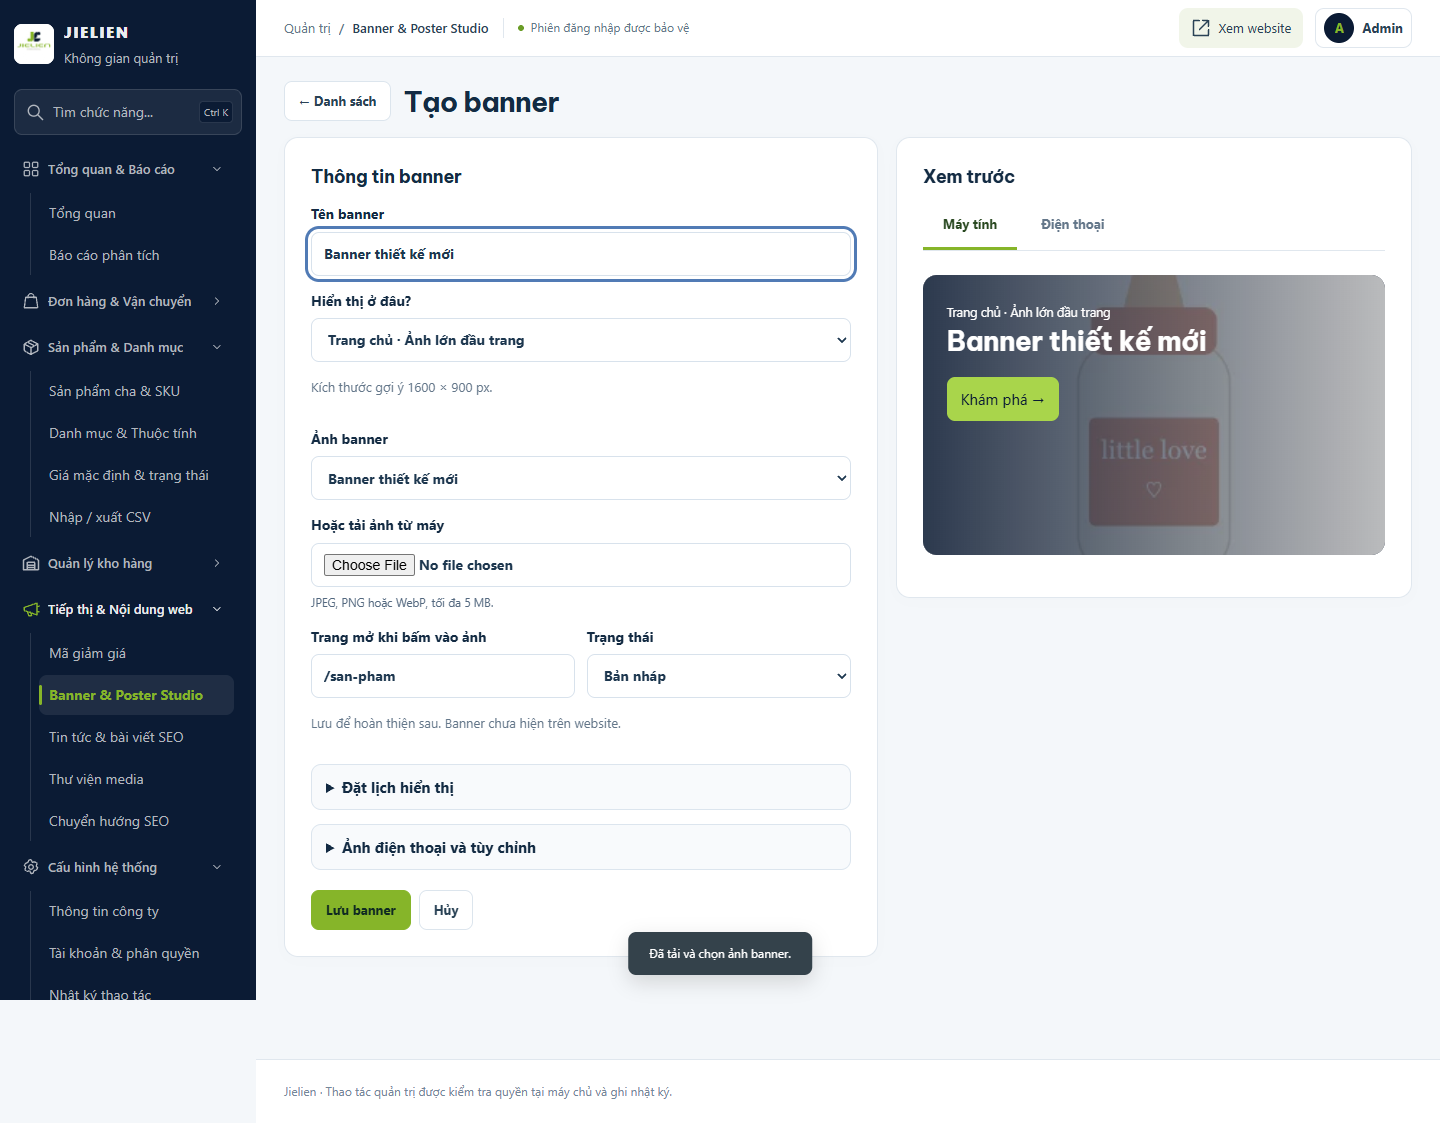 JC
JIELIEN
JIELIEN
Không gian quản trị
Tìm chức năng...
Ctrl K
Tổng quan & Báo cáo
Tổng quan
Báo cáo phân tích
Đơn hàng & Vận chuyển
Sản phẩm & Danh mục
Sản phẩm cha & SKU
Danh mục & Thuộc tính
Giá mặc định & trạng thái
Nhập / xuất CSV
Quản lý kho hàng
Tiếp thị & Nội dung web
Mã giảm giá
Banner & Poster Studio
Tin tức & bài viết SEO
Thư viện media
Chuyển hướng SEO
Cấu hình hệ thống
Thông tin công ty
Tài khoản & phân quyền
Nhật ký thao tác
Quản trị / Banner & Poster Studio
Phiên đăng nhập được bảo vệ
Xem website
A
Admin
← Danh sách
Tạo banner
Thông tin banner
Tên banner
Banner thiết kế mới
Hiển thị ở đâu?
Trang chủ · Ảnh lớn đầu trang
Kích thước gợi ý 1600 × 900 px.
Ảnh banner
Banner thiết kế mới
Hoặc tải ảnh từ máy
Choose File No file chosen
JPEG, PNG hoặc WebP, tối đa 5 MB.
Trang mở khi bấm vào ảnh
/san-pham
Trạng thái
Bản nháp
Lưu để hoàn thiện sau. Banner chưa hiện trên website.
Đặt lịch hiển thị
Ảnh điện thoại và tùy chỉnh
Lưu banner
Hủy
Xem trước
Máy tính
Điện thoại
Trang chủ · Ảnh lớn đầu trang
Banner thiết kế mới
Khám phá →
little love
Đã tải và chọn ảnh banner.
Jielien · Thao tác quản trị được kiểm tra quyền tại máy chủ và ghi nhật ký.